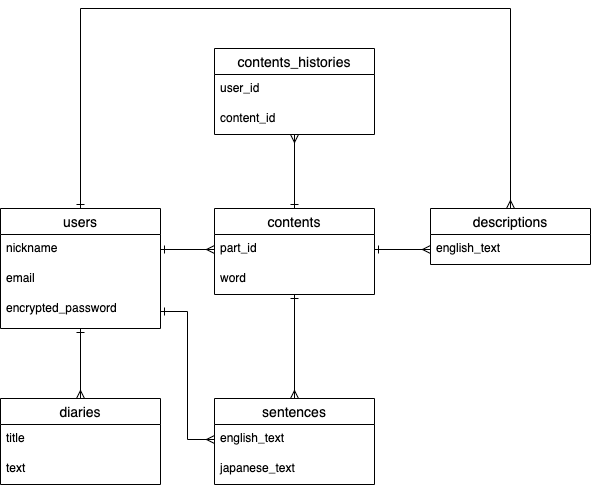 contents_histories
user_id
content_id
users
nickname
email
encrypted_password
contents
part_id
word
descriptions
english_text
diaries
title
text
sentences
english_text
japanese_text